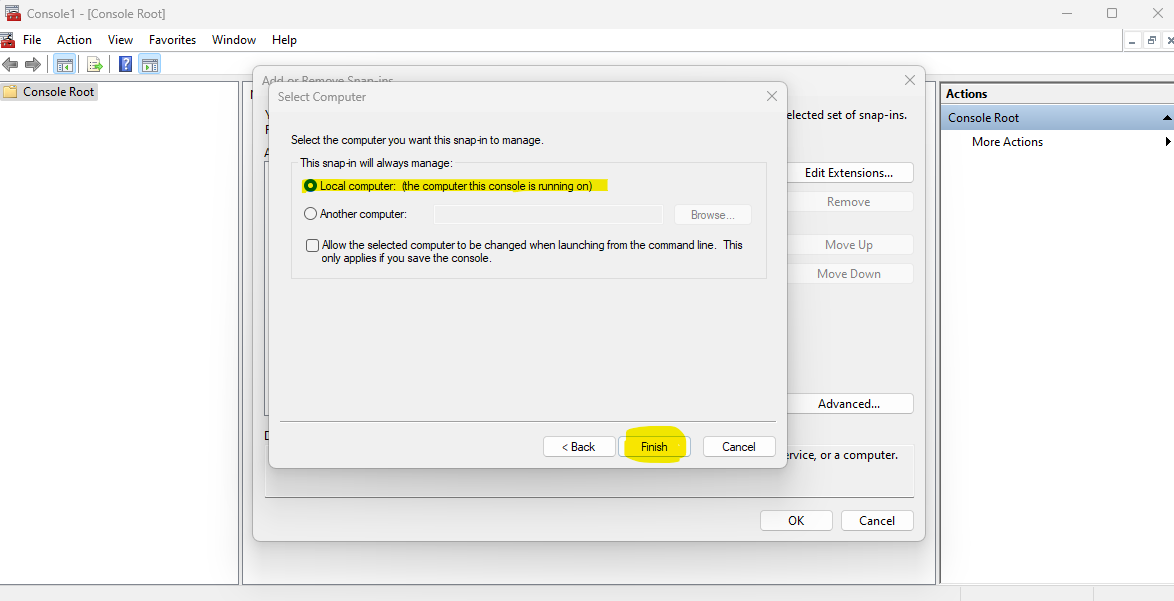 Console1 - [Console Root]
File Action View Favorites Window Help
Console Root
Add or Remove Snap-ins
elected set of snap-ins.
Select Computer
Select the computer you want this snap-in to manage.
This snap-in will always manage:
Local computer: (the computer this console is running on)
Another computer:
Browse...
Allow the selected computer to be changed when launching from the command line. This
only applies if you save the console.
< Back
Finish
Cancel
Edit Extensions...
Remove
Move Up
Move Down
Advanced...
ervice, or a computer.
OK
Cancel
Actions
Console Root
More Actions